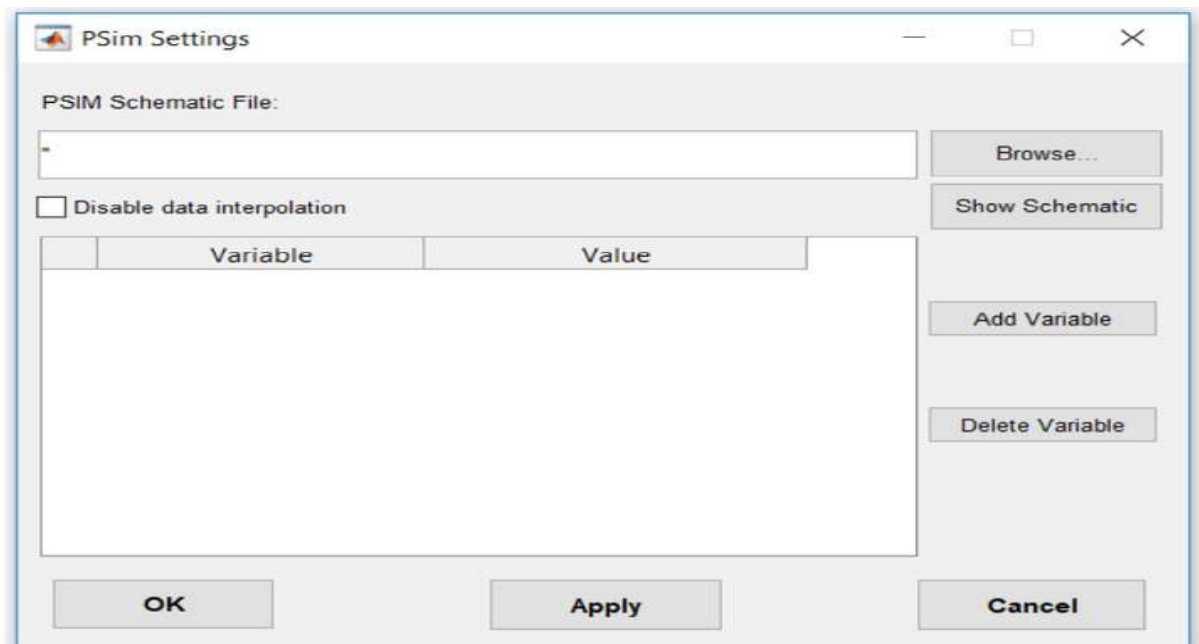 PSim Settings
PSIM Schematic File:
-
Browse...
Disable data interpolation
Show Schematic
Variable Value
Add Variable
Delete Variable
OK Apply Cancel